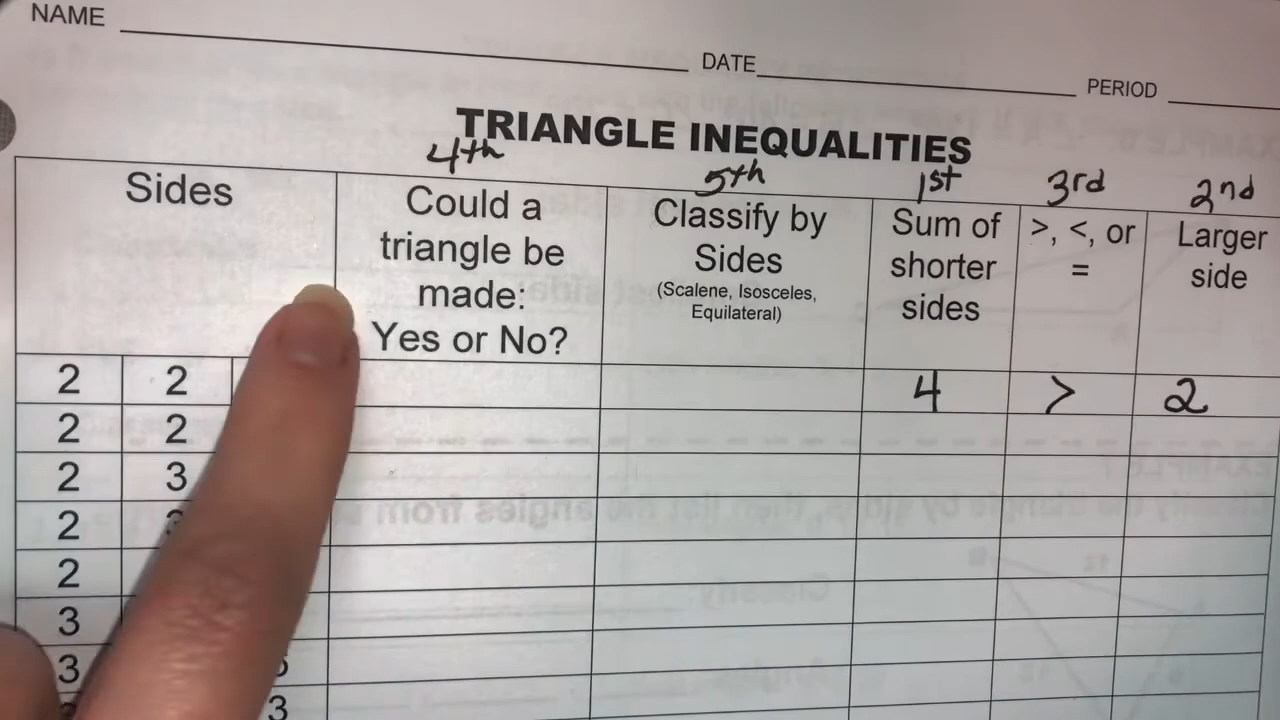 NAME DATE PERIOD
TRIANGLE INEQUALITIES
4th 5th 1st 3rd 2nd
Sides
Could a
triangle be
made:
Yes or No?
Classify by
Sides
(Scalene, Isosceles,
Equilateral)
Sum of
shorter
sides
>, <, or
=
Larger
side
2 2 4 > 2
2 2
2 3
2
2
3
3
3